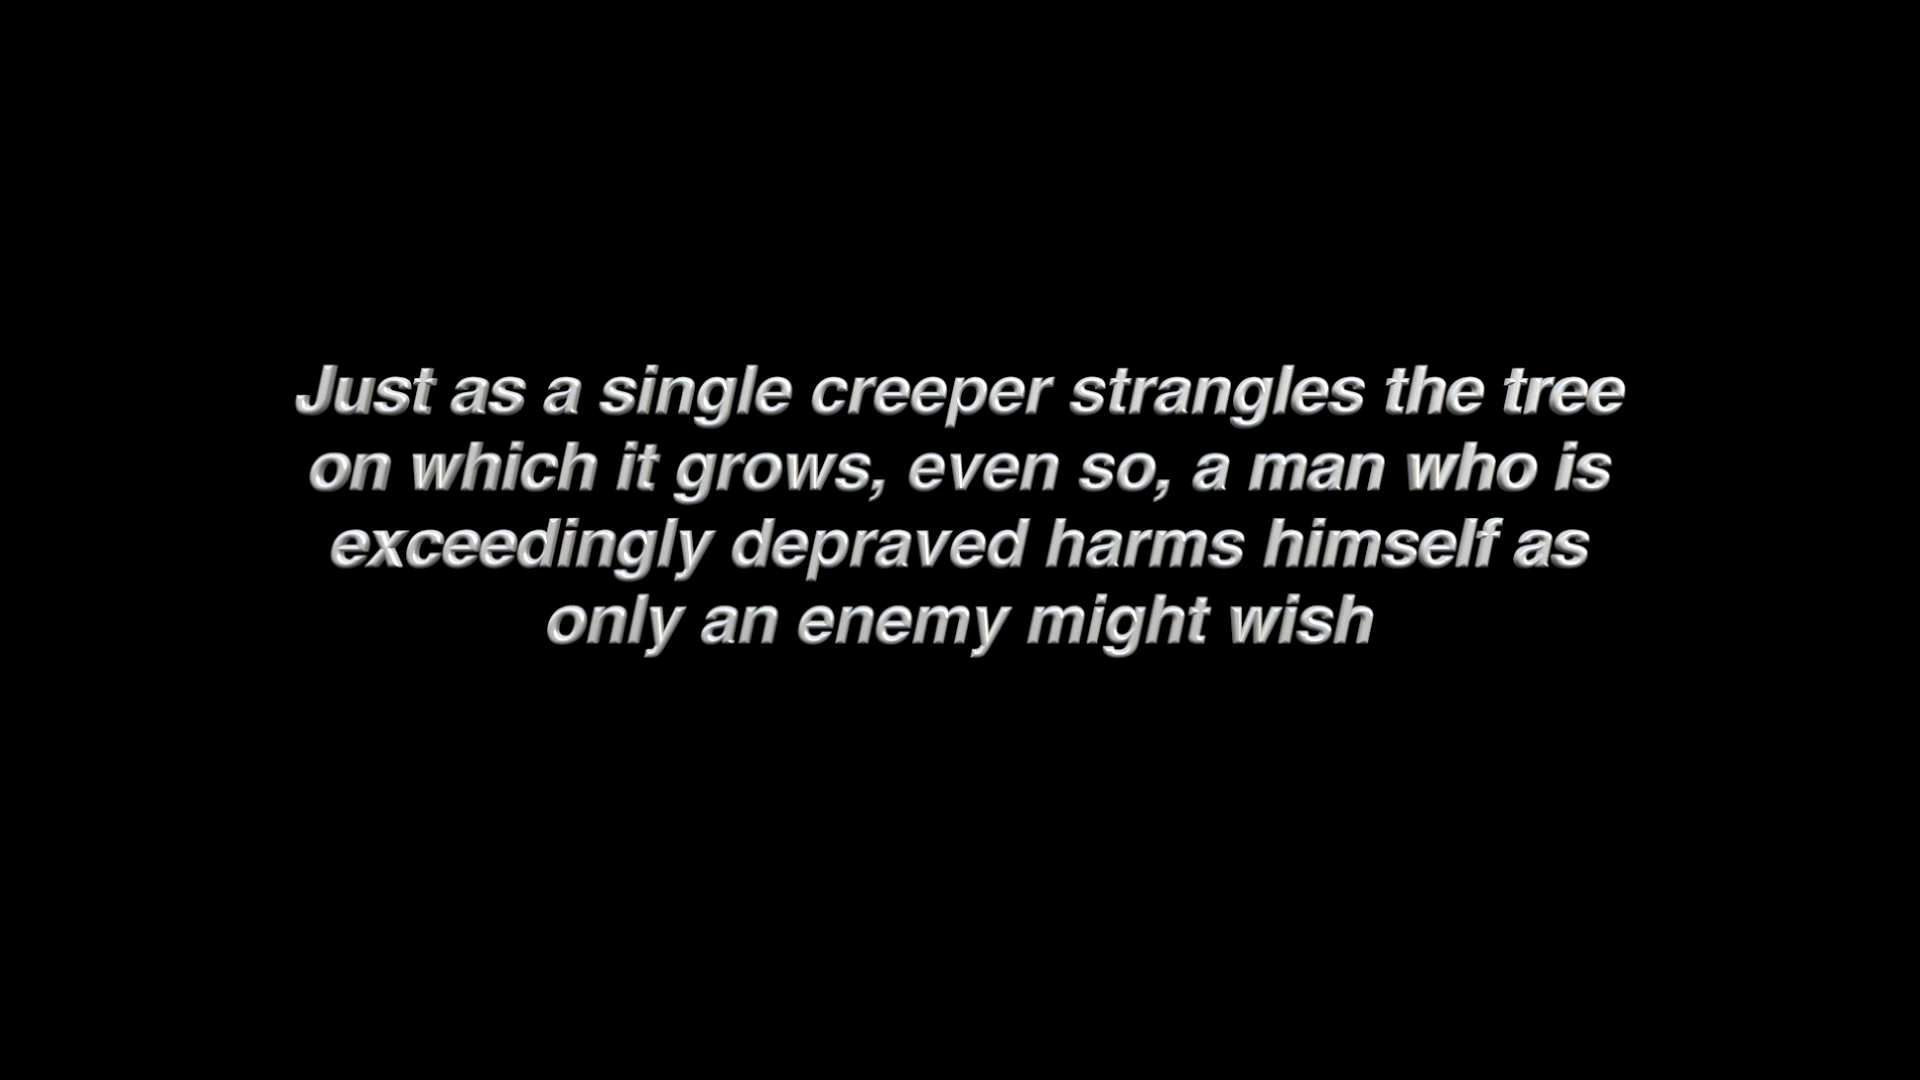 Just as a single creeper strangles the tree
on which it grows, even so, a man who is
exceedingly depraved harms himself as
only an enemy might wish